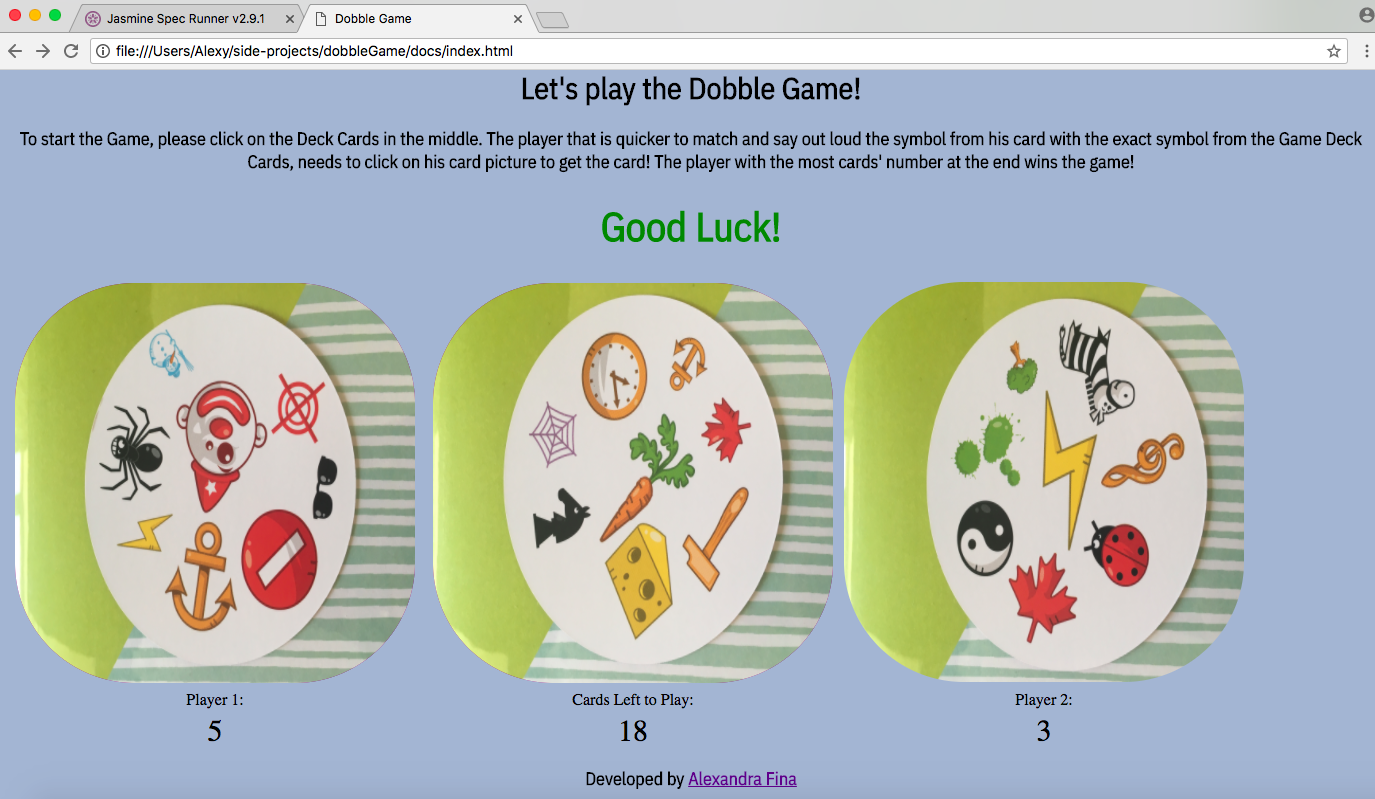 Jasmine Spec Runner v2.9.1
Dobble Game
file:///Users/Alexy/side-projects/dobbleGame/docs/index.html
Let's play the Dobble Game!
To start the Game, please click on the Deck Cards in the middle. The player that is quicker to match and say out loud the symbol from his card with the exact symbol from the Game Deck
Cards, needs to click on his card picture to get the card! The player with the most cards' number at the end wins the game!
Good Luck!
Player 1:
5
Cards Left to Play:
18
Player 2:
3
Developed by Alexandra Fina